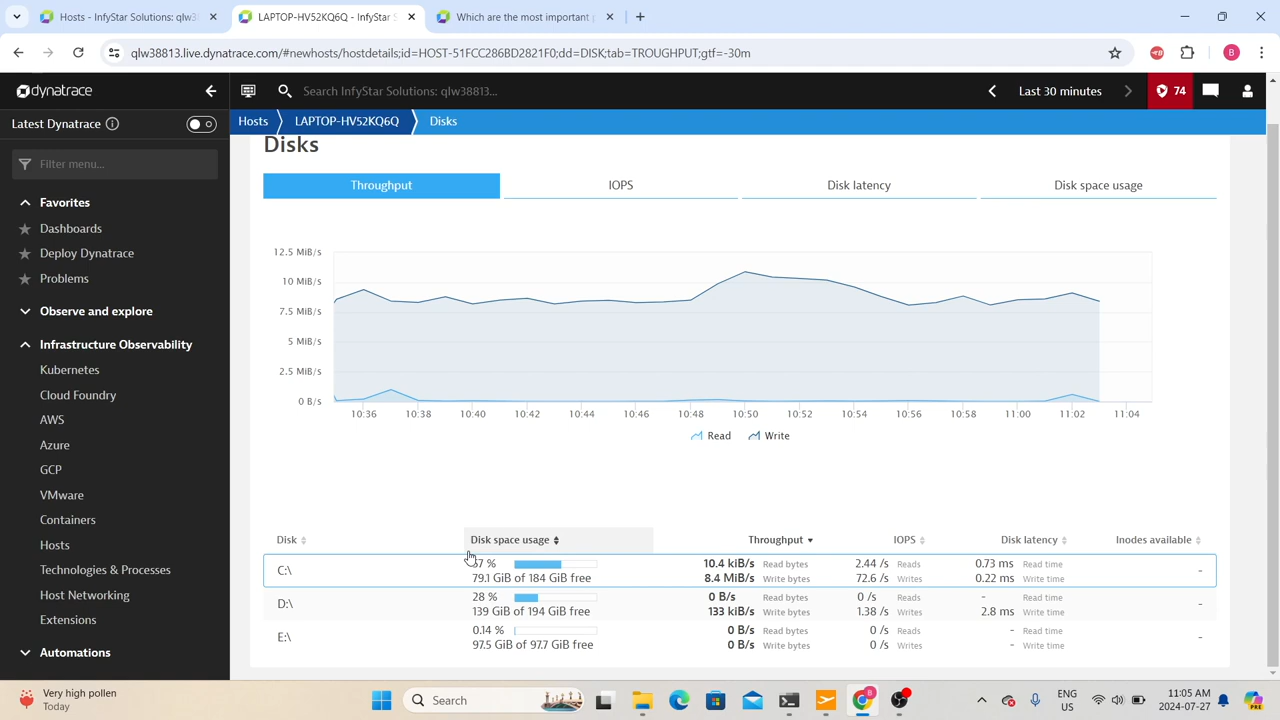 Hosts - InfyStar Solutions: qlw3
LAPTOP-HV52KQ6Q - InfyStar S
Which are the most important p
qlw38813.live.dynatrace.com/#newhosts/hostdetails;id=HOST-51FCC286BD2821F0;dd=DISK;tab=TROUGHPUT;gtf=-30m
B
dynatrace
Search InfyStar Solutions: qlw38813...
Last 30 minutes
74
Latest Dynatrace
Hosts
LAPTOP-HV52KQ6Q
Disks
Filter menu...
Favorites
Dashboards
Deploy Dynatrace
Problems
Observe and explore
Infrastructure Observability
Kubernetes
Cloud Foundry
AWS
Azure
GCP
VMware
Containers
Hosts
Technologies & Processes
Host Networking
Extensions
Automations
Disks
Throughput
IOPS
Disk latency
Disk space usage
12.5 MiB/s
10 MiB/s
7.5 MiB/s
5 MiB/s
2.5 MiB/s
0 B/s
10:36 10:38 10:40 10:42 10:44 10:46 10:48 10:50 10:52 10:54 10:56 10:58 11:00 11:02 11:04
Read Write
Disk Disk space usage Throughput IOPS Disk latency Inodes available
C:\ 7 % 10.4 kiB/s Read bytes 2.44 /s Reads 0.73 ms Read time -
79.1 GiB of 184 GiB free 8.4 MiB/s Write bytes 72.6 /s Writes 0.22 ms Write time
D:\ 28 % 0 B/s Read bytes 0 /s Reads - Read time -
139 GiB of 194 GiB free 133 kiB/s Write bytes 1.38 /s Writes 2.8 ms Write time
E:\ 0.14 % 0 B/s Read bytes 0 /s Reads - Read time -
97.5 GiB of 97.7 GiB free 0 B/s Write bytes 0 /s Writes - Write time
Very high pollen
Today
Search
B
ENG
US
11:05 AM
2024-07-27
PRE